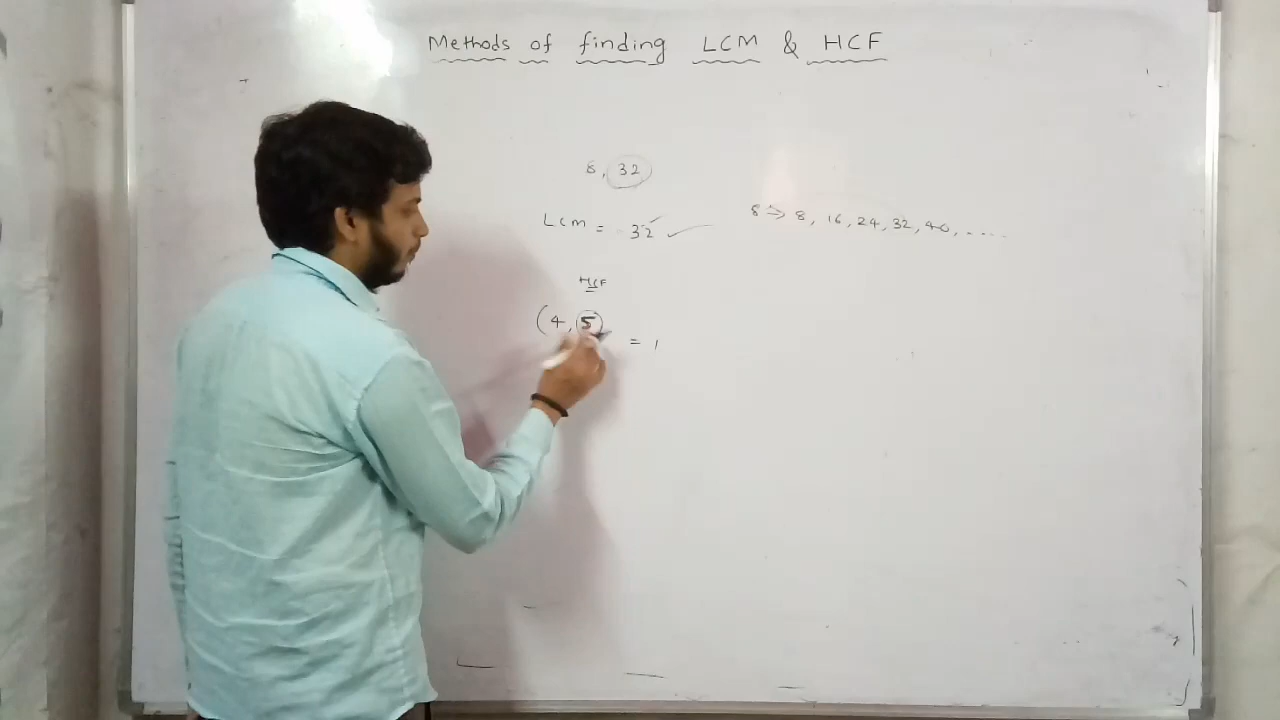 Methods of finding LCM & HCF
8, 32
LCM = 32 ✓
8 => 8, 16, 24, 32, 40, .....
HCF
(4, 5) = 1